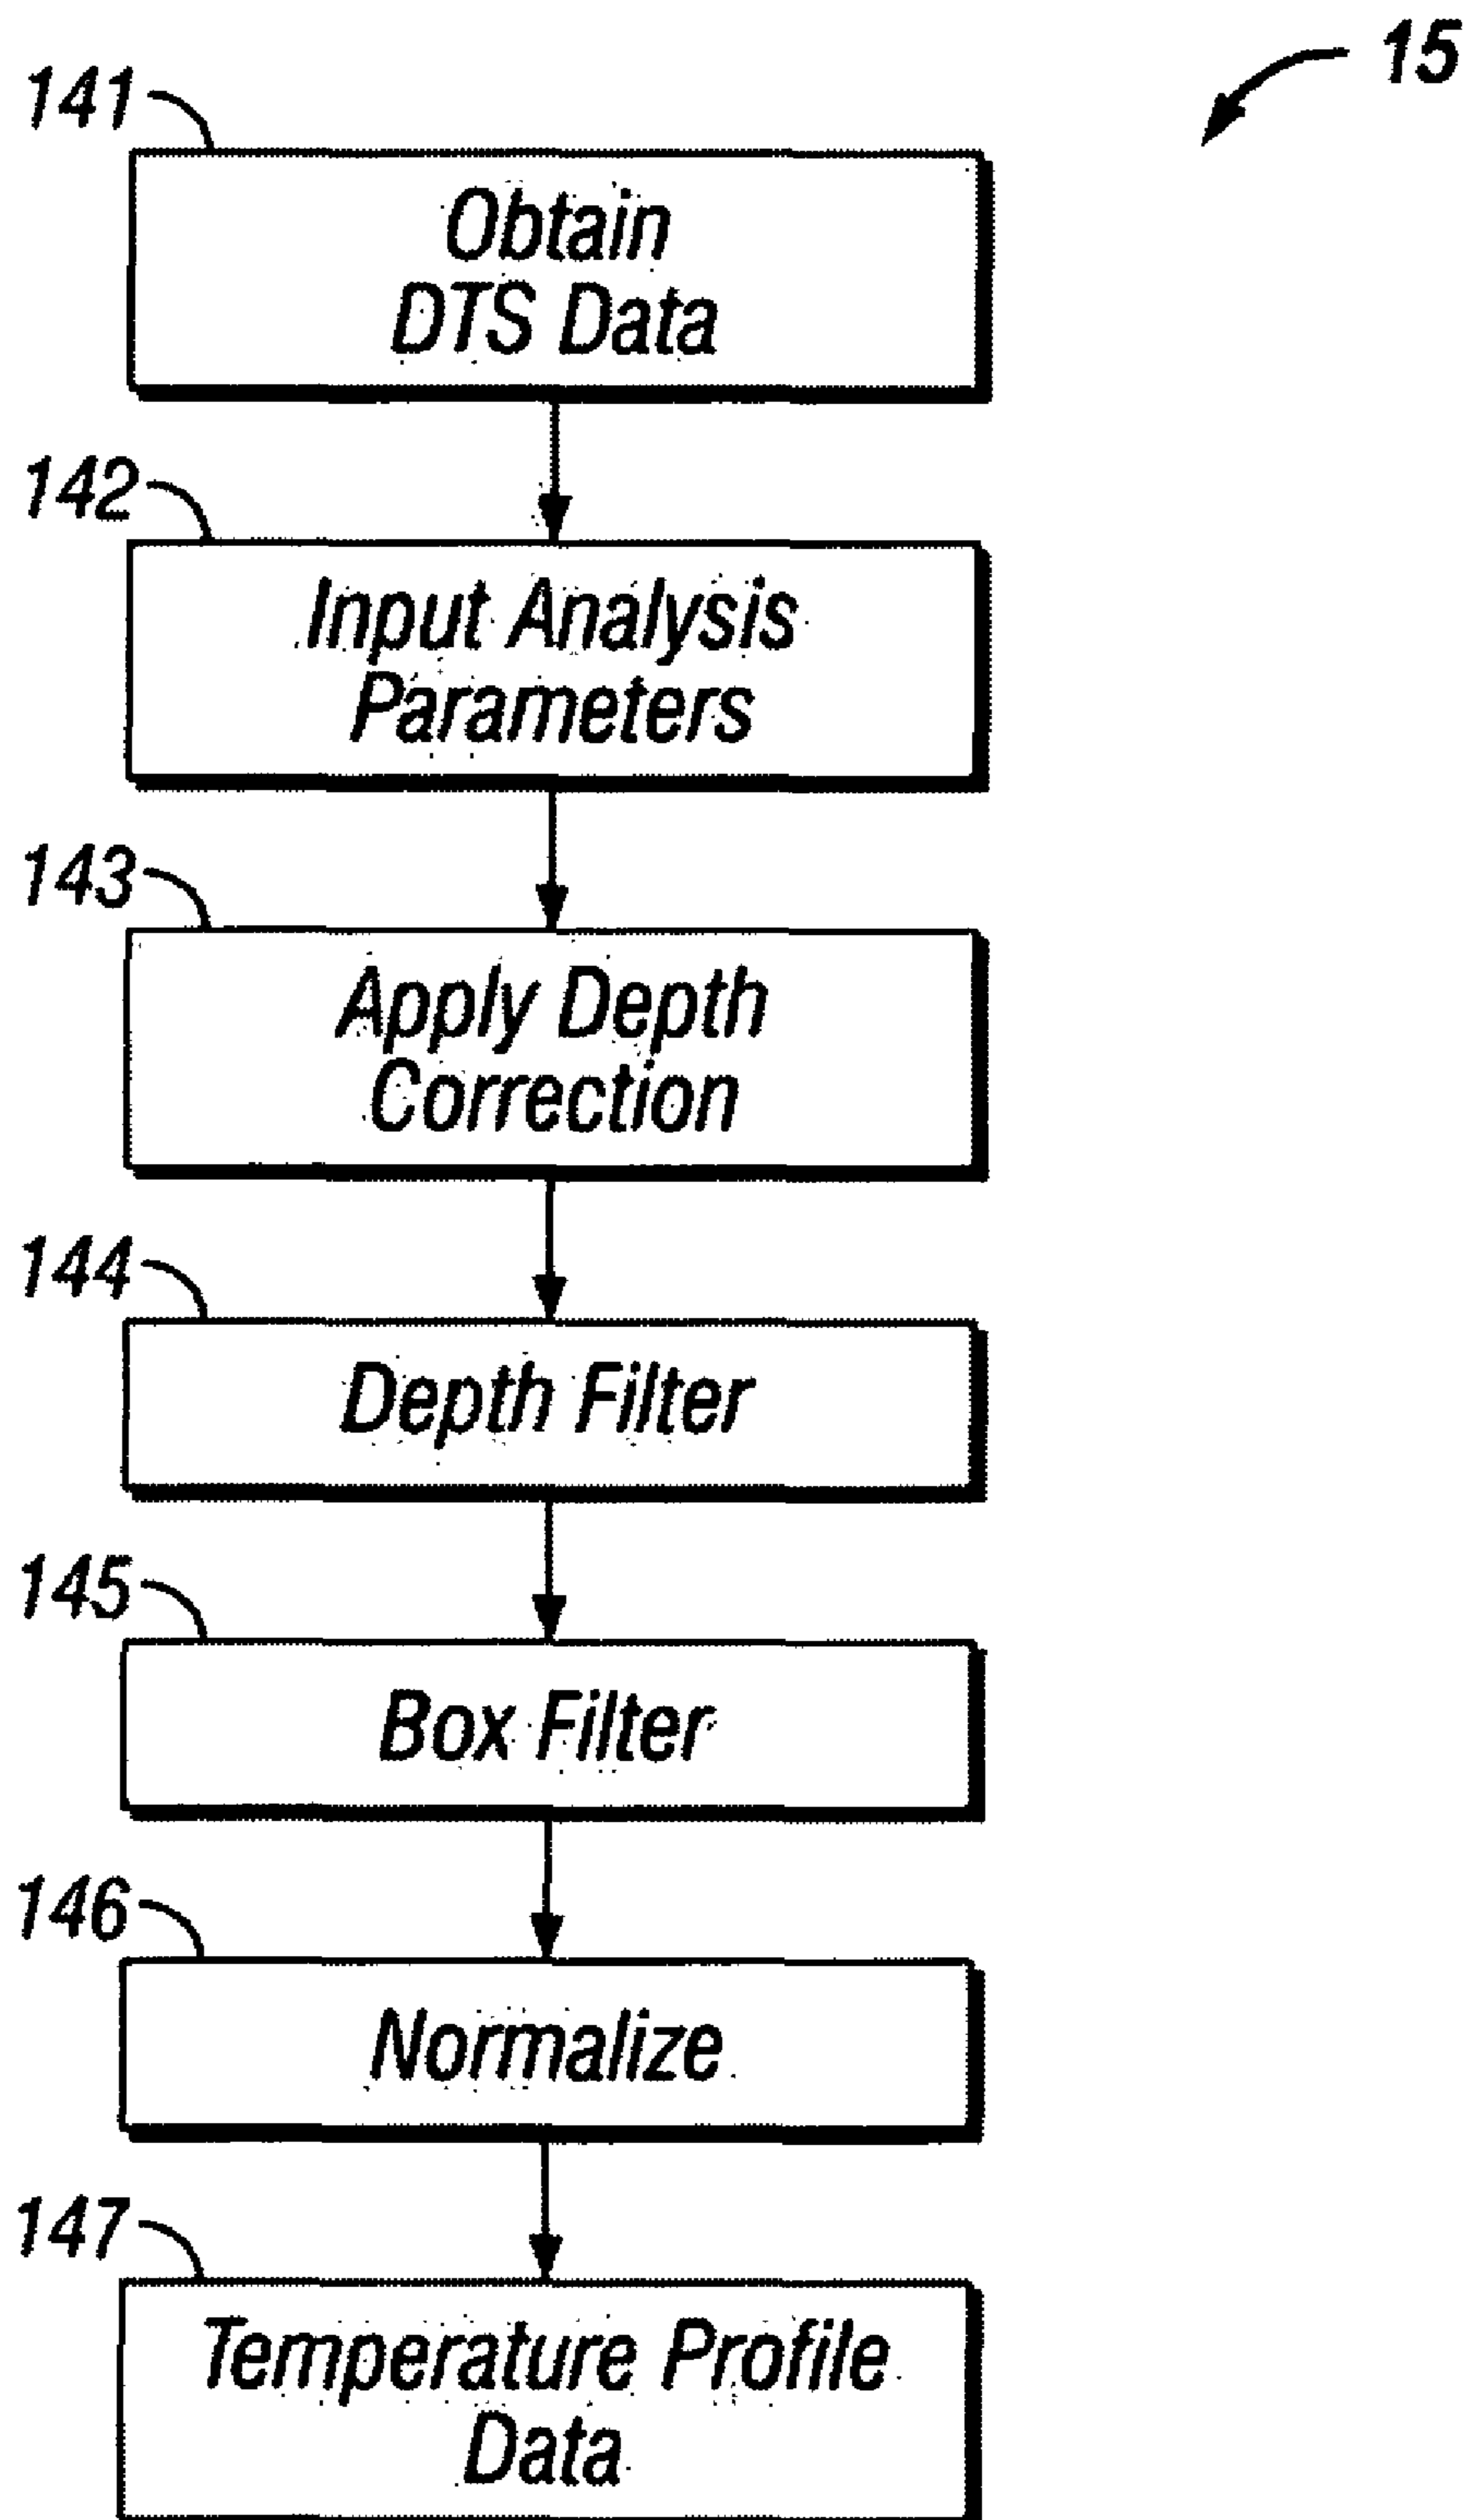 15
141
Obtain
DTS Data
142
Input Analysis
Parameters
143
Apply Depth
Correction
144
Depth Filter
145
Box Filter
146
Normalize
147
Temperature Profile
Data